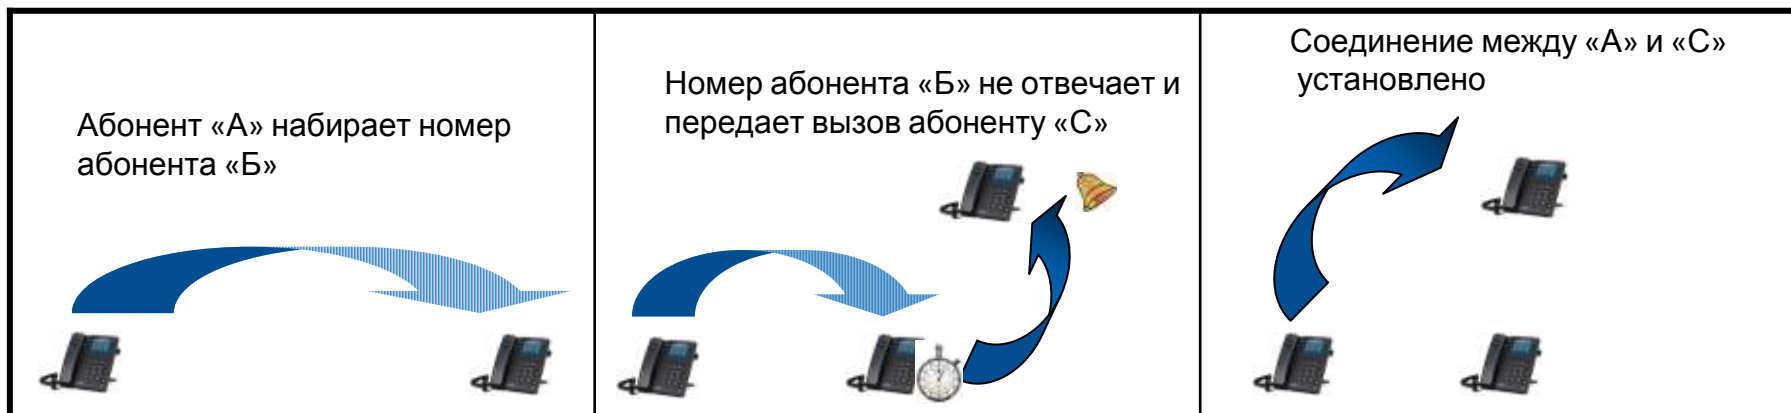 Абонент «А» набирает номер
абонента «Б»
Номер абонента «Б» не отвечает и
передает вызов абоненту «С»
Соединение между «А» и «С»
установлено